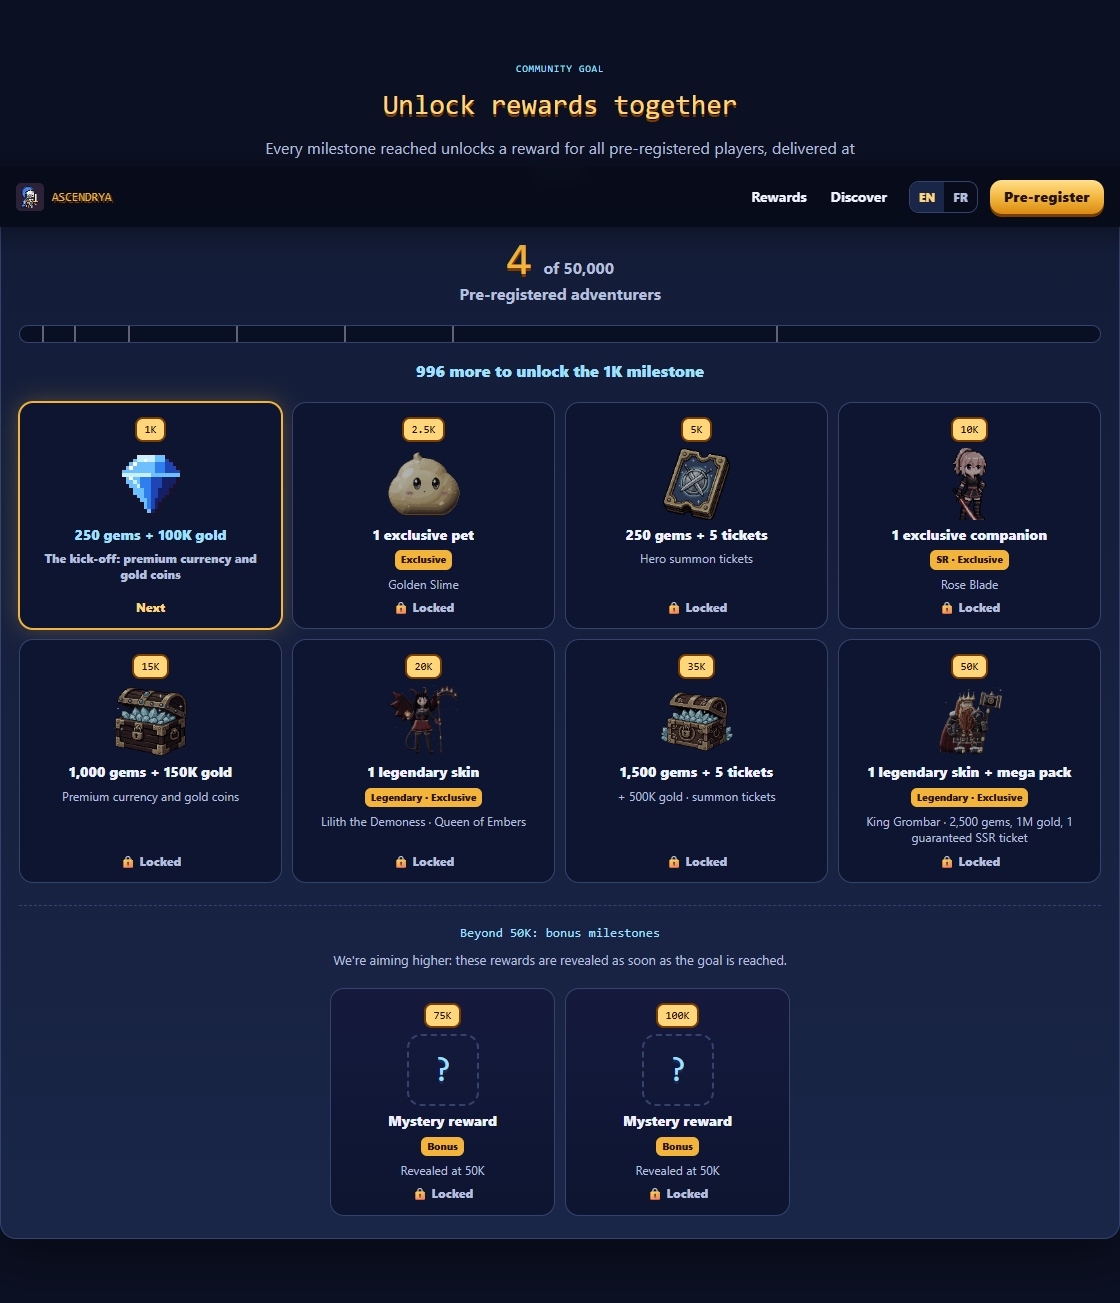 COMMUNITY GOAL
Unlock rewards together
Every milestone reached unlocks a reward for all pre-registered players, delivered at
ASCENDRYA
Rewards
Discover
EN
FR
Pre-register
4 of 50,000
Pre-registered adventurers
996 more to unlock the 1K milestone
1K
250 gems + 100K gold
The kick-off: premium currency and
gold coins
Next
2.5K
1 exclusive pet
Exclusive
Golden Slime
Locked
5K
250 gems + 5 tickets
Hero summon tickets
Locked
10K
1 exclusive companion
SR · Exclusive
Rose Blade
Locked
15K
1,000 gems + 150K gold
Premium currency and gold coins
Locked
20K
1 legendary skin
Legendary · Exclusive
Lilith the Demoness · Queen of Embers
Locked
35K
1,500 gems + 5 tickets
+ 500K gold · summon tickets
Locked
50K
1 legendary skin + mega pack
Legendary · Exclusive
King Grombar · 2,500 gems, 1M gold, 1
guaranteed SSR ticket
Locked
Beyond 50K: bonus milestones
We're aiming higher: these rewards are revealed as soon as the goal is reached.
75K
?
Mystery reward
Bonus
Revealed at 50K
Locked
100K
?
Mystery reward
Bonus
Revealed at 50K
Locked